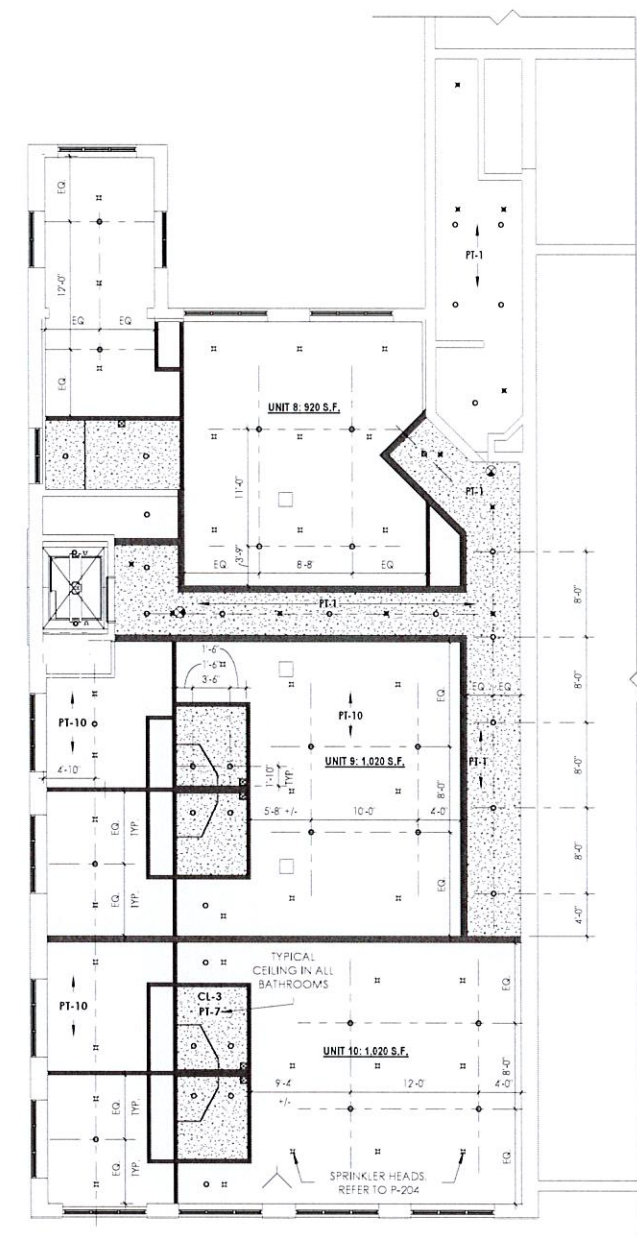 PT-1
EQ
12'-0"
EQ EQ
EQ
UNIT 8: 920 S.F.
11'-0"
3'-9"
EQ 8'-8" EQ
PT-1
PT-1
8'-0"
1'-6"
1'-6"
3'-6"
PT-10
4'-10"
PT-10
UNIT 9: 1,020 S.F.
1'-10"
TYP.
5'-8" +/- 10'-0" 4'-0"
EQ
8'-0"
EQ
EQ EQ
PT-1
8'-0"
8'-0"
8'-0"
4'-0"
EQ TYP.
EQ TYP.
TYPICAL
CEILING IN ALL
BATHROOMS
CL-3
PT-7
PT-10
UNIT 10: 1,020 S.F.
9'-4
+/-
12'-0" 4'-0"
EQ
8'-0"
EQ
EQ TYP.
EQ TYP.
SPRINKLER HEADS.
REFER TO P-204